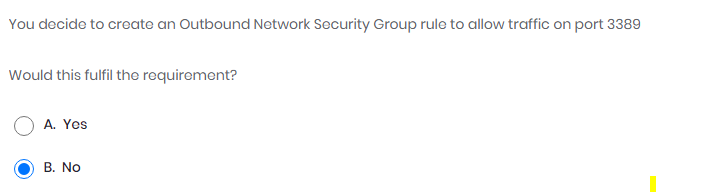 You decide to create an Outbound Network Security Group rule to allow traffic on port 3389
Would this fulfil the requirement?
A. Yes
B. No